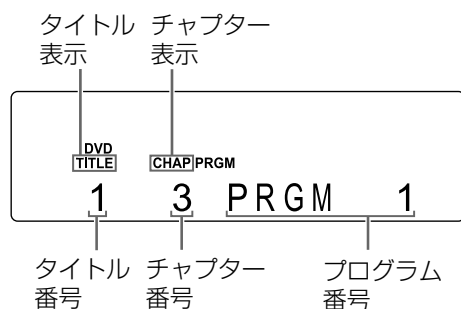 タイトル チャプター
表示 表示
DVD
TITLE CHAP PRGM
1 3 PRGM 1
タイトル チャプター プログラム
番号 番号 番号